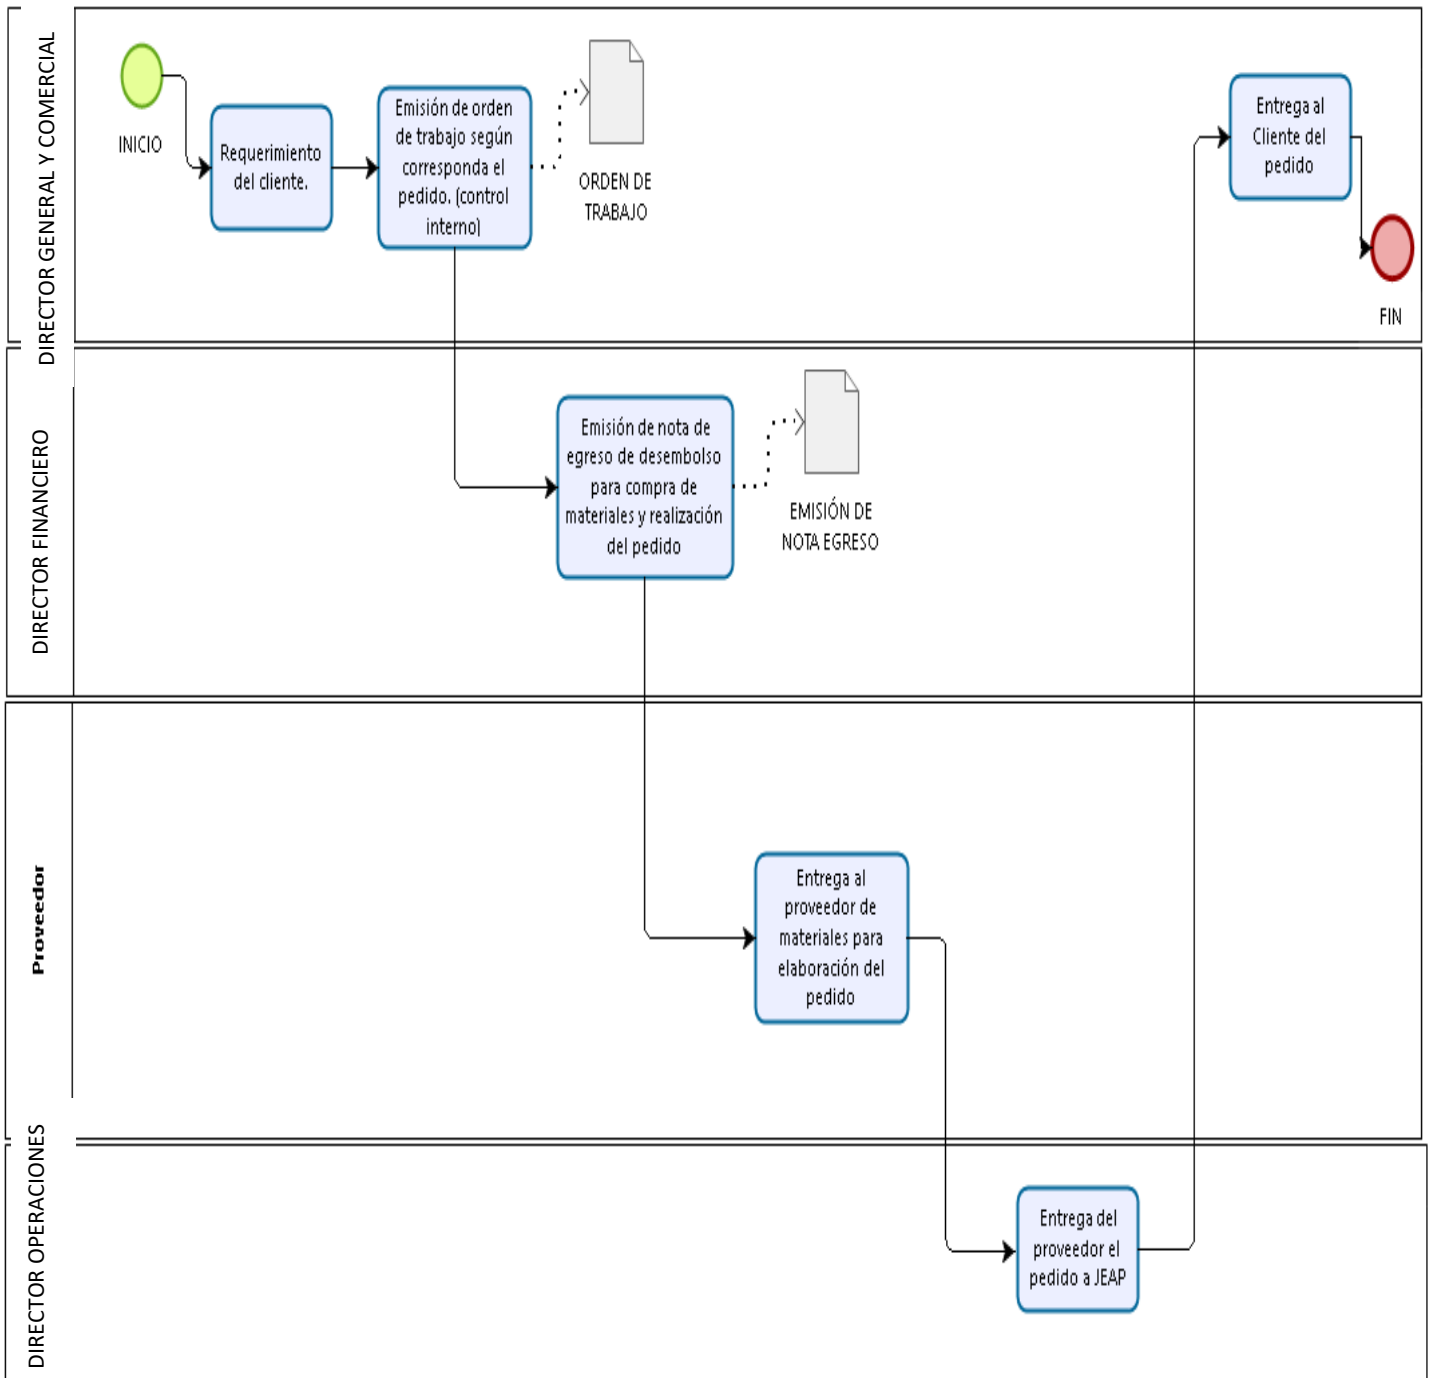 DIRECTOR GENERAL Y COMERCIAL
INICIO
Requerimiento
del cliente.
Emisión de orden
de trabajo según
corresponda el
pedido. (control
interno)
ORDEN DE
TRABAJO
Entrega al
Cliente del
pedido
FIN
DIRECTOR FINANCIERO
Emisión de nota de
egreso de desembolso
para compra de
materiales y realización
del pedido
EMISIÓN DE
NOTA EGRESO
Proveedor
Entrega al
proveedor de
materiales para
elaboración del
pedido
DIRECTOR OPERACIONES
Entrega del
proveedor el
pedido a JEAP